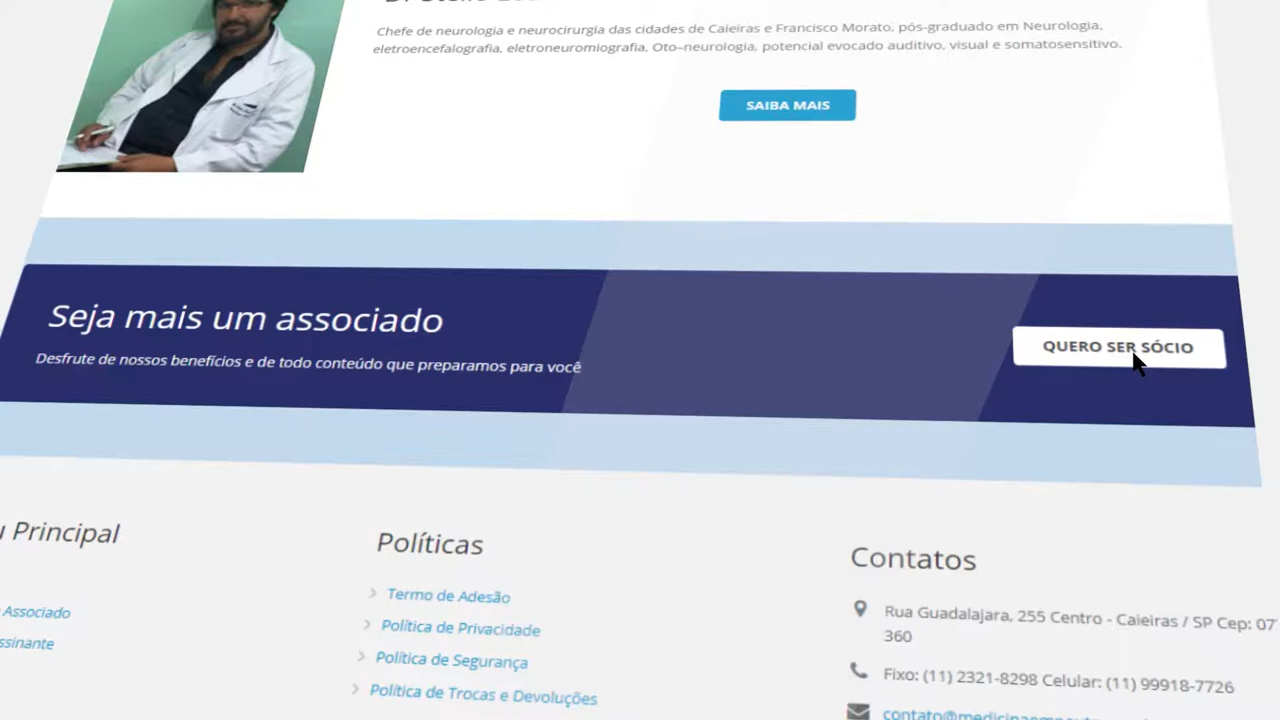 Chefe de neurologia e neurocirurgia das cidades de Caieiras e Francisco Morato, pós-graduado em Neurologia,
eletroencefalografia, eletroneuromiografia, Oto–neurologia, potencial evocado auditivo, visual e somatosensitivo.
SAIBA MAIS
Seja mais um associado
Desfrute de nossos benefícios e de todo conteúdo que preparamos para você
QUERO SER SÓCIO
Principal
Associado
Políticas
Termo de Adesão
Política de Privacidade
Política de Segurança
Política de Trocas e Devoluções
Contatos
Rua Guadalajara, 255 Centro - Caieiras / SP Cep: 07
360
Fixo: (11) 2321-8298 Celular: (11) 99918-7726